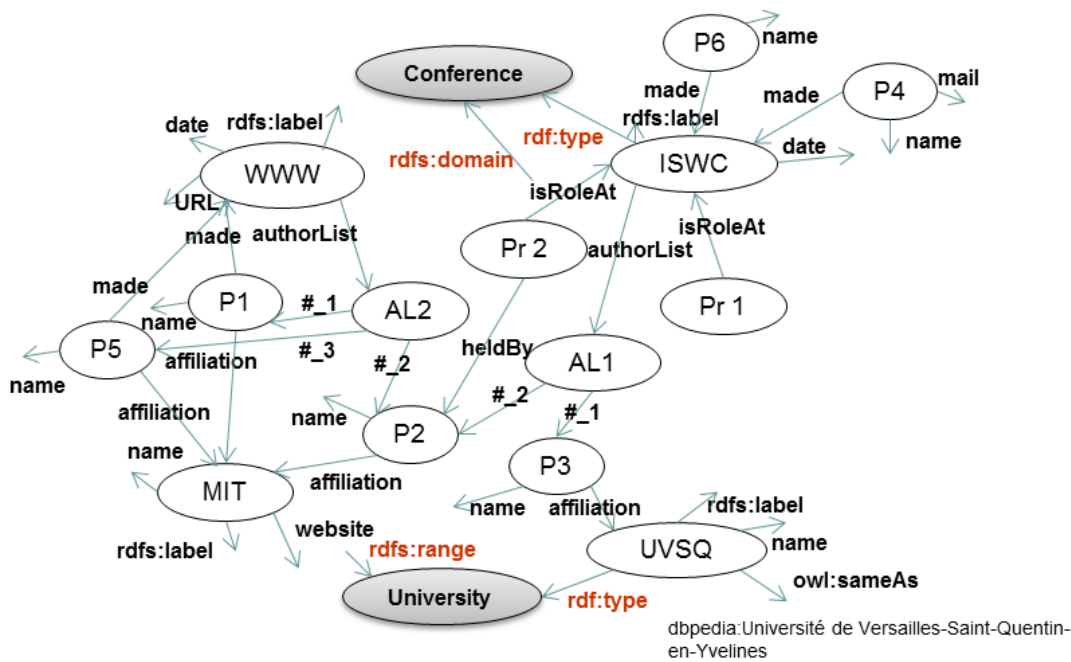 P6
name
Conference
P4
mail
made
made
date
rdfs:label
rdfs:label
rdf:type
name
rdfs:domain
ISWC
date
WWW
isRoleAt
URL
made
authorList
isRoleAt
Pr 2
authorList
made
P1
#_1
AL2
Pr 1
name
P5
affiliation
#_3
#_2
heldBy
AL1
name
affiliation
name
#_2
#_1
P2
name
P3
MIT
affiliation
name
affiliation
rdfs:label
rdfs:label
website
rdfs:range
UVSQ
name
University
rdf:type
owl:sameAs
dbpedia:Université de Versailles-Saint-Quentin-
en-Yvelines